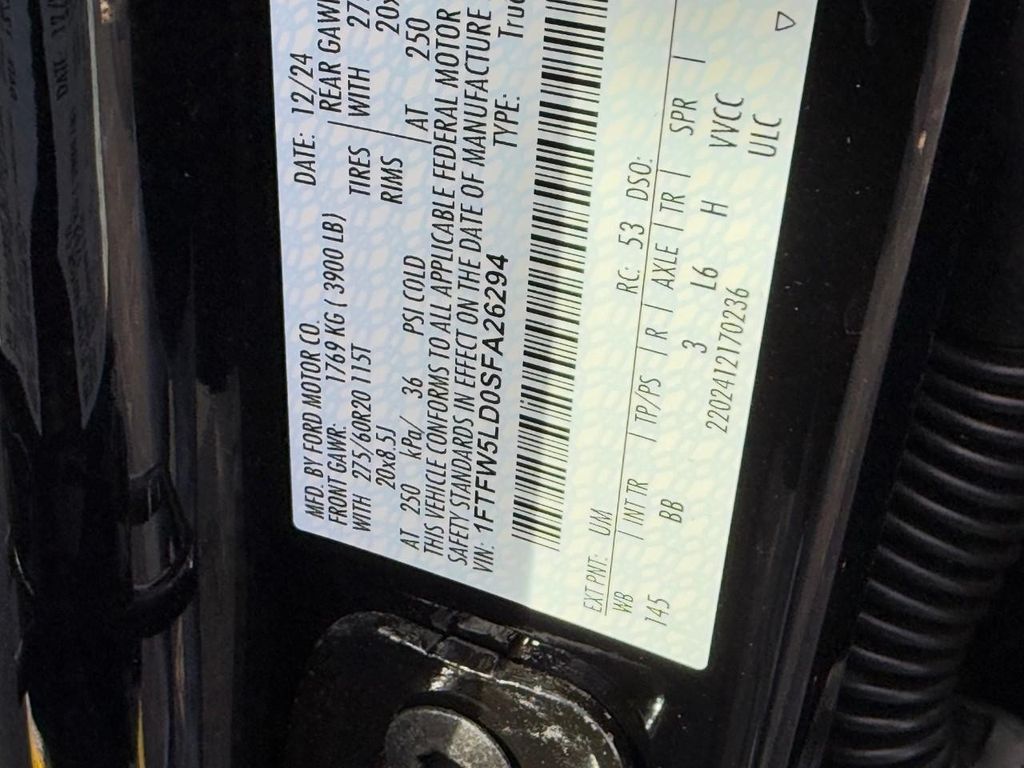 MFD. BY FORD MOTOR CO.
DATE: 12/24
FRONT GAWR: 1769 KG ( 3900 LB)
REAR GAWR
WITH 275/60R20 115T
TIRES
WITH
20x8.5J
RIMS
AT 250 kPa/ 36 PSI COLD
AT 250
THIS VEHICLE CONFORMS TO ALL APPLICABLE FEDERAL MOTOR
SAFETY STANDARDS IN EFFECT ON THE DATE OF MANUFACTURE
VIN: 1FTFW5LD0SFA26294
TYPE:
EXT PNT: UM RC: 53 DSO:
WB | INT TR | TP/PS | R | AXLE | TR | SPR |
145 BB 3 L6 H VVCC
2202412170236 ULC